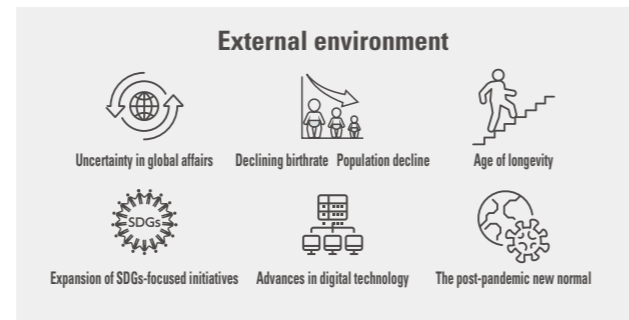 External environment
Uncertainty in global affairs
Declining birthrate Population decline
Age of longevity
SDGs
Expansion of SDGs-focused initiatives
Advances in digital technology
The post-pandemic new normal